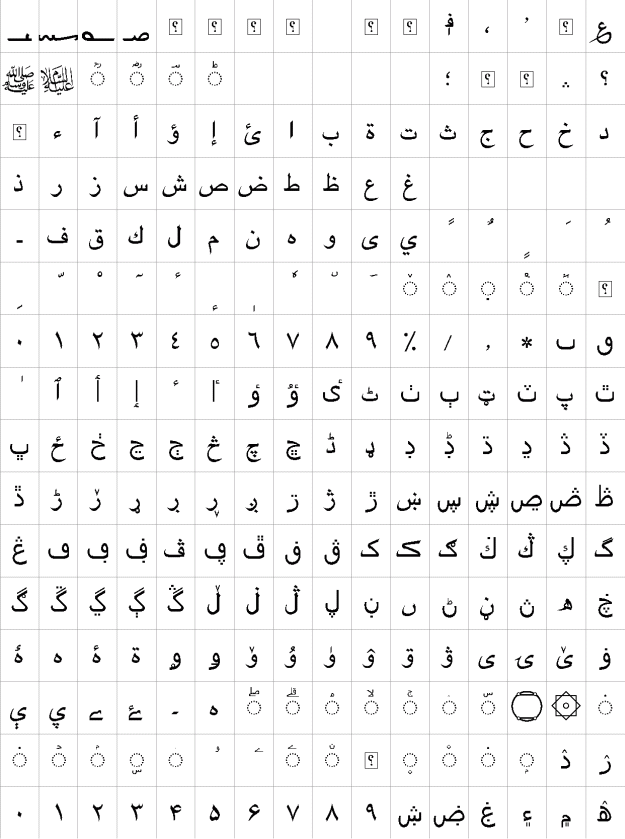 ؀ ؁ ؂ ؃ ؋ ، ؍ ؏
ؐ ؑ ؒ ؓ ؔ ؕ ؛ ؞ ؟
ء آ أ ؤ إ ئ ا ب ة ت ث ج ح خ د
ذ ر ز س ش ص ض ط ظ ع غ
ـ ف ق ك ل م ن ه و ى ي ً ٌ ٍ َ ُ
ِ ّ ْ ٓ ٔ ٕ ٖ ٗ ٘ ٙ ٚ ٛ ٜ ٝ ٞ
٠ ١ ٢ ٣ ٤ ٥ ٦ ٧ ٨ ٩ ٪ ٫ ٬ ٭ ٮ ٯ
ٰ ٱ ٲ ٳ ٴ ٵ ٶ ٷ ٸ ٹ ٺ ٻ ټ ٽ پ ٿ
ڀ ځ ڂ ڃ ڄ څ چ ڇ ڈ ډ ڊ ڋ ڌ ڍ ڎ ڏ
ڐ ڑ ڒ ړ ڔ ڕ ږ ڗ ژ ڙ ښ ڛ ڜ ڝ ڞ ڟ
ڠ ڡ ڢ ڣ ڤ ڥ ڦ ڧ ڨ ک ڪ ګ ڬ ڭ ڮ گ
ڰ ڱ ڲ ڳ ڴ ڵ ڶ ڷ ڸ ڹ ں ڻ ڼ ڽ ھ ڿ
ۀ ہ ۂ ۃ ۄ ۅ ۆ ۇ ۈ ۉ ۊ ۋ ی ۍ ێ ۏ
ې ۑ ے ۓ ۔ ە ۖ ۗ ۘ ۙ ۚ ۛ ۜ ۝ ۞ ۟
۠ ۡ ۢ ۣ ۤ ۥ ۦ ۧ ۨ ۪ ۫ ۬ ۭ ۮ ۯ
۰ ۱ ۲ ۳ ۴ ۵ ۶ ۷ ۸ ۹ ۺ ۻ ۼ ۽ ۾ ۿ